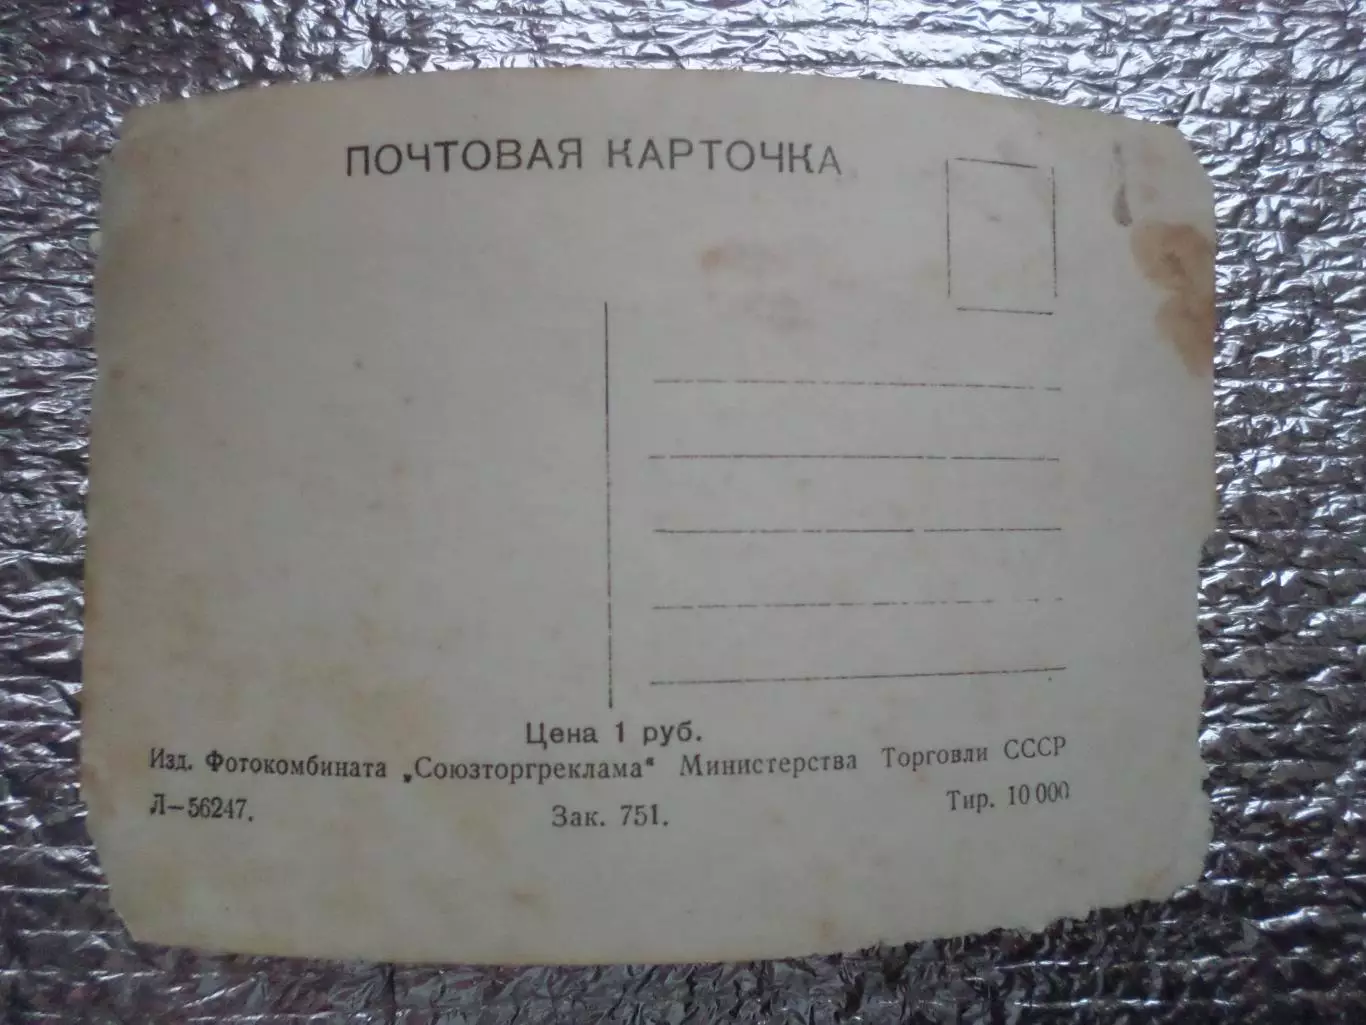 ПОЧТОВАЯ КАРТОЧКА
Цена 1 руб.
Изд. Фотокомбината „Союзторгреклама“ Министерства Торговли СССР
Л—56247. Зак. 751. Тир. 10 000